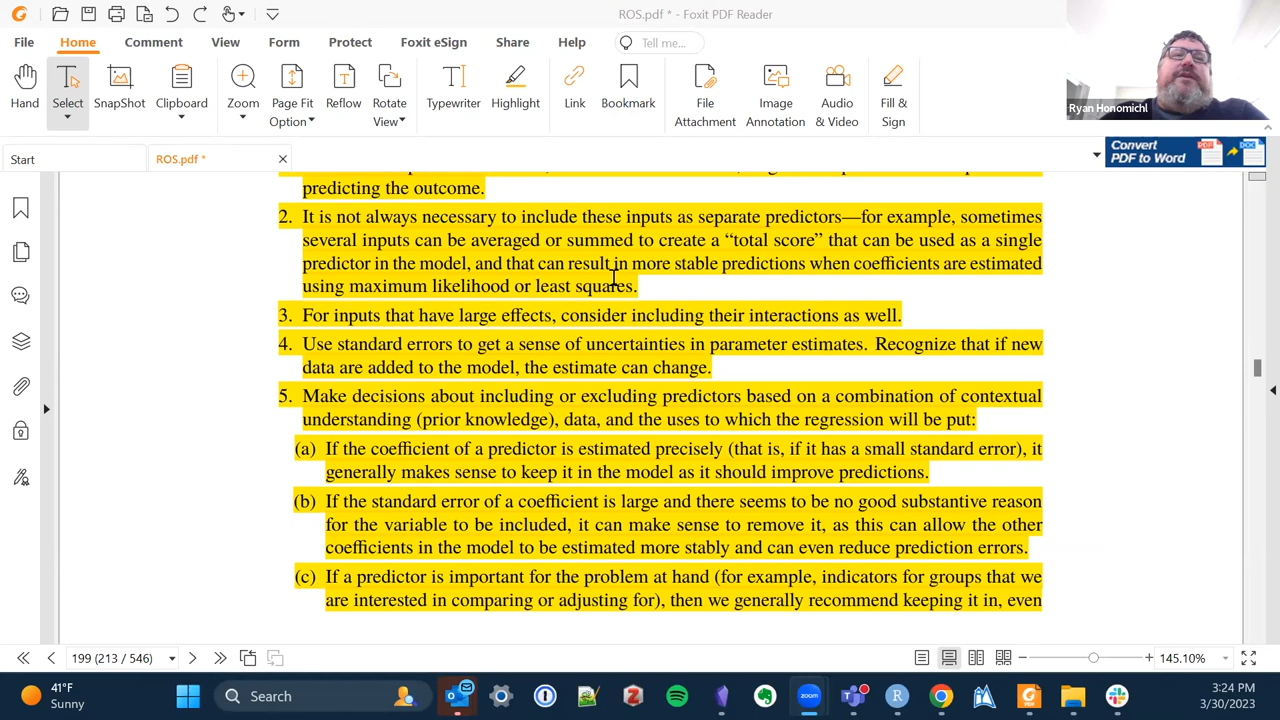 ROS.pdf * - Foxit PDF Reader
File Home Comment View Form Protect Foxit eSign Share Help Tell me...
Hand Select SnapShot Clipboard Zoom Page Fit Option Reflow Rotate View Typewriter Highlight Link Bookmark File Attachment Image Annotation Audio & Video Fill & Sign
Ryan Honomichl
Start ROS.pdf *
Convert PDF to Word
predicting the outcome.
2. It is not always necessary to include these inputs as separate predictors—for example, sometimes
several inputs can be averaged or summed to create a “total score” that can be used as a single
predictor in the model, and that can result in more stable predictions when coefficients are estimated
using maximum likelihood or least squares.
3. For inputs that have large effects, consider including their interactions as well.
4. Use standard errors to get a sense of uncertainties in parameter estimates. Recognize that if new
data are added to the model, the estimate can change.
5. Make decisions about including or excluding predictors based on a combination of contextual
understanding (prior knowledge), data, and the uses to which the regression will be put:
(a) If the coefficient of a predictor is estimated precisely (that is, if it has a small standard error), it
generally makes sense to keep it in the model as it should improve predictions.
(b) If the standard error of a coefficient is large and there seems to be no good substantive reason
for the variable to be included, it can make sense to remove it, as this can allow the other
coefficients in the model to be estimated more stably and can even reduce prediction errors.
(c) If a predictor is important for the problem at hand (for example, indicators for groups that we
are interested in comparing or adjusting for), then we generally recommend keeping it in, even
199 (213 / 546) 145.10%
41°F
Sunny
Search
zoom
3:24 PM
3/30/2023